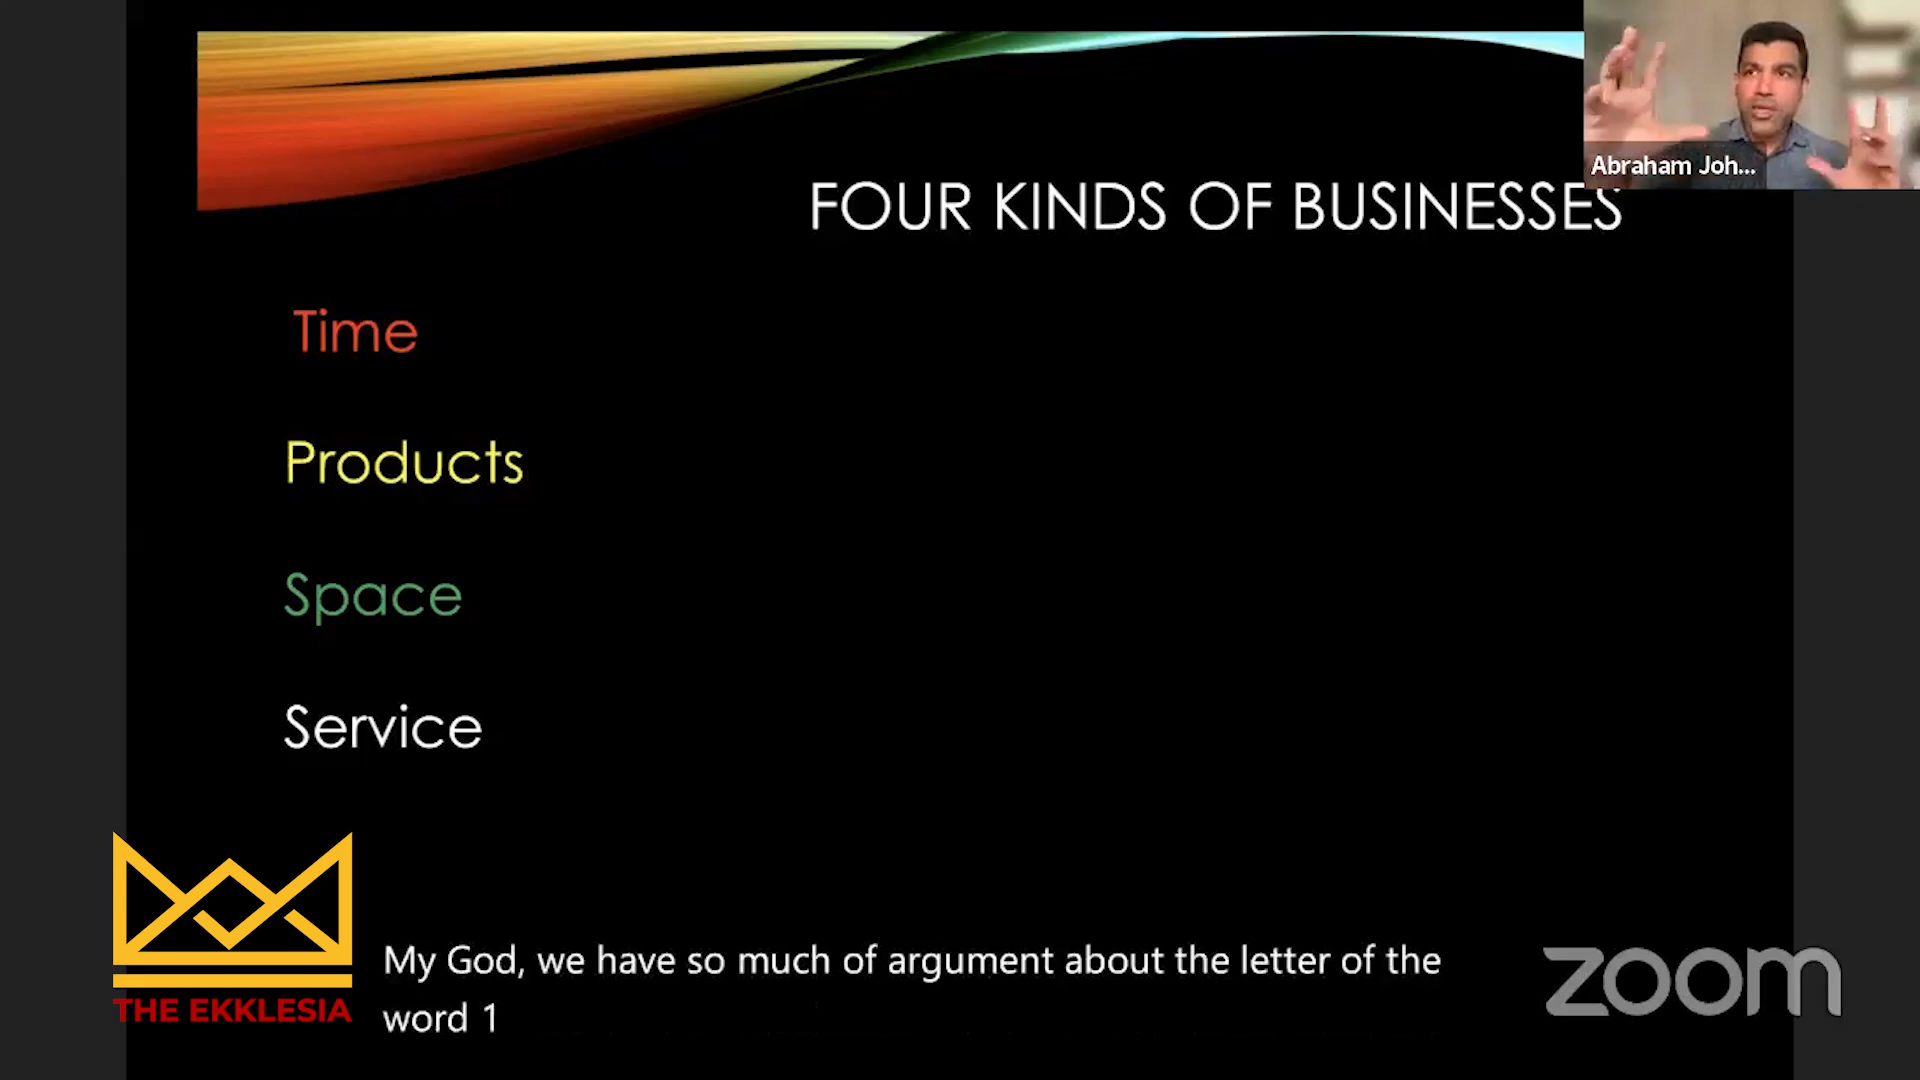 Abraham Joh...
FOUR KINDS OF BUSINESSES
Time
Products
Space
Service
THE EKKLESIA
My God, we have so much of argument about the letter of the
word 1
zoom